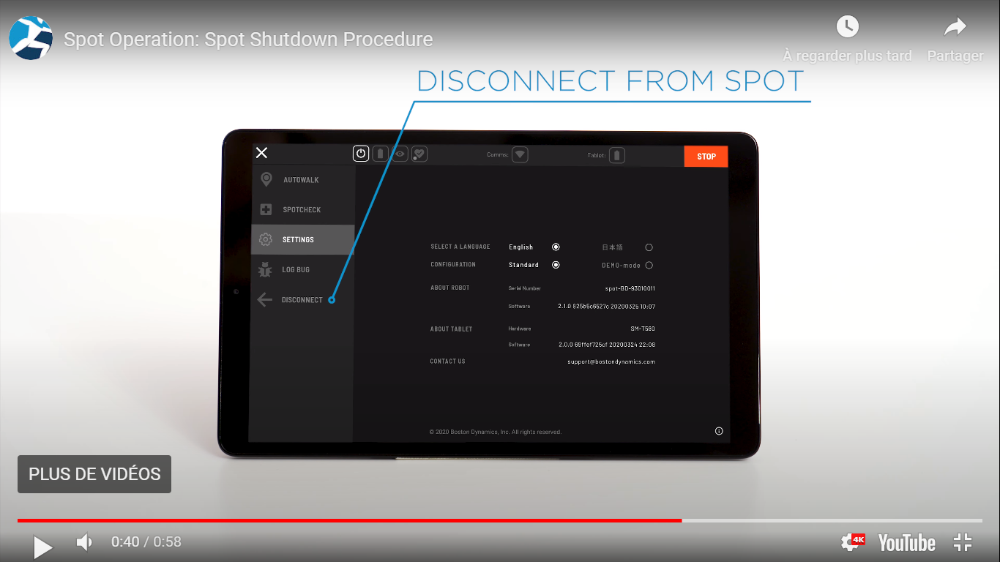 Spot Operation: Spot Shutdown Procedure
À regarder plus tard
Partager
DISCONNECT FROM SPOT
Comms:
Tablet:
STOP
AUTOWALK
SPOTCHECK
SETTINGS
LOG BUG
DISCONNECT
SELECT A LANGUAGE English 日本語
CONFIGURATION Standard DEMO-mode
ABOUT ROBOT Serial Number spot-BD-93010011
Software 2.1.0 925b5c6527c 20200325 10:07
ABOUT TABLET Hardware SM-T580
Software 2.0.0 69ffef725cf 20200324 22:08
CONTACT US support@bostondynamics.com
© 2020 Boston Dynamics, Inc. All rights reserved.
PLUS DE VIDÉOS
0:40 / 0:58
4K
YouTube